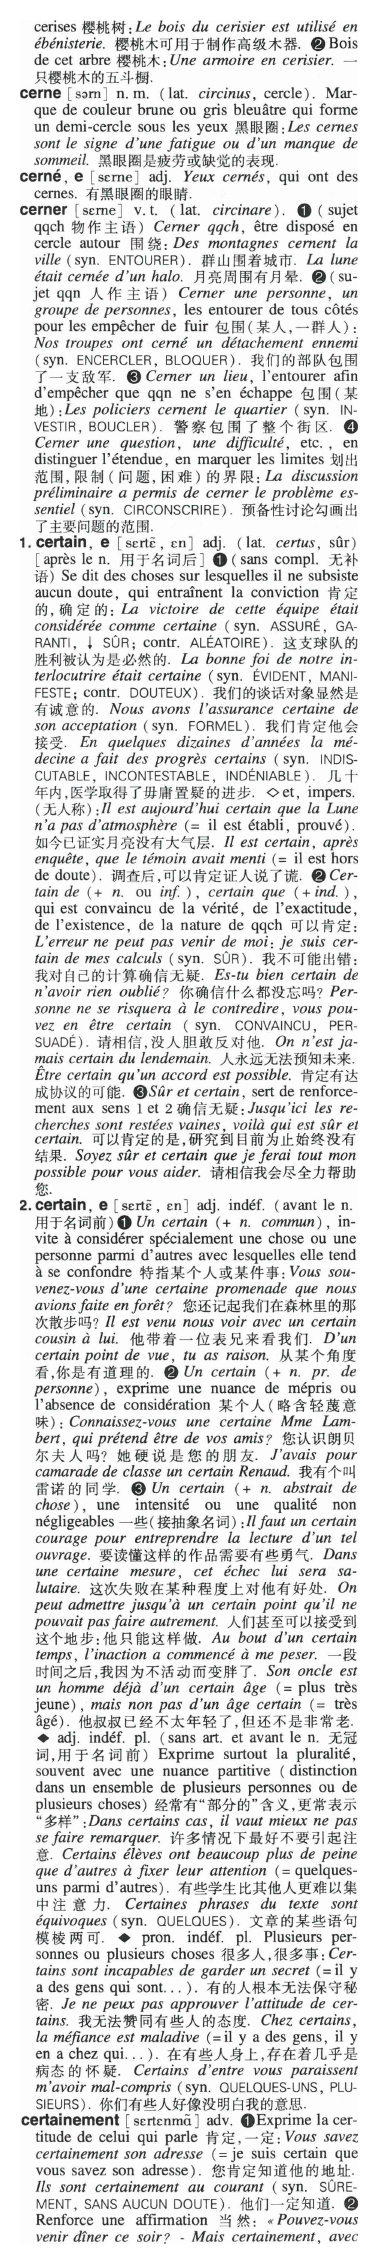 cerises 樱桃树:Le bois du cerisier est utilisé en
ébénisterie. 樱桃木可用于制作高级木器. ❷ Bois
de cet arbre 樱桃木:Une armoire en cerisier. 一
只樱桃木的五斗橱.
cerne [sɔrn] n. m. (lat. circinus, cercle). Mar-
que de couleur brune ou gris bleuâtre qui forme
un demi-cercle sous les yeux 黑眼圈:Les cernes
sont le signe d'une fatigue ou d'un manque de
sommeil. 黑眼圈是疲劳或缺觉的表现.
cerné, e [sɛrne] adj. Yeux cernés, qui ont des
cernes. 有黑眼圈的眼睛.
cerner [sɛrne] v. t. (lat. circinare). ❶ (sujet
qqch 物作主语) Cerner qqch, être disposé en
cercle autour 围绕: Des montagnes cernent la
ville (syn. ENTOURER). 群山围着城市. La lune
était cernée d'un halo. 月亮周围有月晕. ❷ (su-
jet qqn 人作主语) Cerner une personne, un
groupe de personnes, les entourer de tous côtés
pour les empêcher de fuir 包围(某人,一群人):
Nos troupes ont cerné un détachement ennemi
(syn. ENCERCLER, BLOQUER). 我们的部队包围
了一支敌军. ❸ Cerner un lieu, l'entourer afin
d'empêcher que qqn ne s'en échappe 包围(某
地):Les policiers cernent le quartier (syn. IN-
VESTIR, BOUCLER). 警察包围了整个街区. ❹
Cerner une question, une difficulté, etc., en
distinguer l'étendue, en marquer les limites 划出
范围,限制(问题,困难)的界限: La discussion
préliminaire a permis de cerner le problème es-
sentiel (syn. CIRCONSCRIRE). 预备性讨论勾画出
了主要问题的范围.
1. certain, e [sɛrtɛ̃, ɛn] adj. (lat. certus, sûr)
[après le n. 用于名词后] ❶ (sans compl. 无补
语) Se dit des choses sur lesquelles il ne subsiste
aucun doute, qui entraînent la conviction 肯定
的,确定的: La victoire de cette équipe était
considérée comme certaine (syn. ASSURÉ, GA-
RANTI, ↓ SÛR; contr. ALÉATOIRE). 这支球队的
胜利被认为是必然的. La bonne foi de notre in-
terlocutrire était certaine (syn. ÉVIDENT, MANI-
FESTE; contr. DOUTEUX). 我们的谈话对象显然是
有诚意的. Nous avons l'assurance certaine de
son acceptation (syn. FORMEL). 我们肯定他会
接受. En quelques dizaines d'années la mé-
decine a fait des progrès certains (syn. INDIS-
CUTABLE, INCONTESTABLE, INDÉNIABLE). 几十
年内,医学取得了毋庸置疑的进步. ◇et, impers.
(无人称):Il est aujourd'hui certain que la Lune
n'a pas d'atmosphère (= il est établi, prouvé).
如今已证实月亮没有大气层. Il est certain, après
enquête, que le témoin avait menti (= il est hors
de doute). 调查后,可以肯定证人说了谎. ❷ Cer-
tain de (+ n. ou inf.), certain que (+ind.),
qui est convaincu de la vérité, de l'exactitude,
de l'existence, de la nature de qqch 可以肯定:
L'erreur ne peut pas venir de moi: je suis cer-
tain de mes calculs (syn. SÛR). 我不可能出错:
我对自己的计算确信无疑. Es-tu bien certain de
n'avoir rien oublié? 你确信什么都没忘吗? Per-
sonne ne se risquera à le contredire, vous pou-
vez en être certain (syn. CONVAINCU, PER-
SUADÉ). 请相信,没人胆敢反对他. On n'est ja-
mais certain du lendemain. 人永远无法预知未来.
Être certain qu'un accord est possible. 肯定有达
成协议的可能. ❸Sûr et certain, sert de renforce-
ment aux sens 1 et 2 确信无疑:Jusqu'ici les re-
cherches sont restées vaines, voilà qui est sûr et
certain. 可以肯定的是,研究到目前为止始终没有
结果. Soyez sûr et certain que je ferai tout mon
possible pour vous aider. 请相信我会尽全力帮助
您.
2. certain, e [sɛrtɛ̃, ɛn] adj. indéf. (avant le n.
用于名词前)❶ Un certain (+ n. commun), in-
vite à considérer spécialement une chose ou une
personne parmi d'autres avec lesquelles elle tend
à se confondre 特指某个人或某件事:Vous sou-
venez-vous d'une certaine promenade que nous
avions faite en forêt? 您还记起我们在森林里的那
次散步吗? Il est venu nous voir avec un certain
cousin à lui. 他带着一位表兄来看我们. D'un
certain point de vue, tu as raison. 从某个角度
看,你是有道理的. ❷ Un certain (+ n. pr. de
personne), exprime une nuance de mépris ou
l'absence de considération 某个人(略含轻蔑意
味): Connaissez-vous une certaine Mme Lam-
bert, qui prétend être de vos amis? 您认识朗贝
尔夫人吗? 她硬说是您的朋友. J'avais pour
camarade de classe un certain Renaud. 我有个叫
雷诺的同学. ❸ Un certain (+ n. abstrait de
chose), une intensité ou une qualité non
négligeables 一些(接抽象名词):Il faut un certain
courage pour entreprendre la lecture d'un tel
ouvrage. 要读懂这样的作品需要有些勇气. Dans
une certaine mesure, cet échec lui sera sa-
lutaire. 这次失败在某种程度上对他有好处. On
peut admettre jusqu'à un certain point qu'il ne
pouvait pas faire autrement. 人们甚至可以接受到
这个地步:他只能这样做. Au bout d'un certain
temps, l'inaction a commencé à me peser. 一段
时间之后,我因为不活动而变胖了. Son oncle est
un homme déjà d'un certain âge (= plus très
jeune), mais non pas d'un âge certain (= très
âgé). 他叔叔已经不太年轻了,但还不是非常老.
◆ adj. indéf. pl. (sans art. et avant le n. 无冠
词,用于名词前) Exprime surtout la pluralité,
souvent avec une nuance partitive (distinction
dans un ensemble de plusieurs personnes ou de
plusieurs choses) 经常有“部分的”含义,更常表示
“多样”:Dans certains cas, il vaut mieux ne pas
se faire remarquer. 许多情况下最好不要引起注
意. Certains élèves ont beaucoup plus de peine
que d'autres à fixer leur attention (= quelques-
uns parmi d'autres). 有些学生比其他人更难以集
中注意力. Certaines phrases du texte sont
équivoques (syn. QUELQUES). 文章的某些语句
模棱两可. ◆ pron. indéf. pl. Plusieurs per-
sonnes ou plusieurs choses 很多人,很多事: Cer-
tains sont incapables de garder un secret (=il y
a des gens qui sont...). 有的人根本无法保守秘
密. Je ne peux pas approuver l'attitude de cer-
tains. 我无法赞同有些人的态度. Chez certains,
la méfiance est maladive (=il y a des gens, il y
en a chez qui...). 在有些人身上,存在着几乎是
病态的怀疑. Certains d'entre vous paraissent
m'avoir mal-compris (syn. QUELQUES-UNS, PLU-
SIEURS). 你们有些人好像没明白我的意思.
certainement [sɛrtɛnmɑ̃] adv. ❶Exprime la cer-
titude de celui qui parle 肯定,一定: Vous savez
certainement son adresse (=je suis certain que
vous savez son adresse). 您肯定知道他的地址.
Ils sont certainement au courant (syn. SÛRE-
MENT, SANS AUCUN DOUTE). 他们一定知道. ❷
Renforce une affirmation 当然: «Pouvez-vous
venir dîner ce soir? - Mais certainement, avec